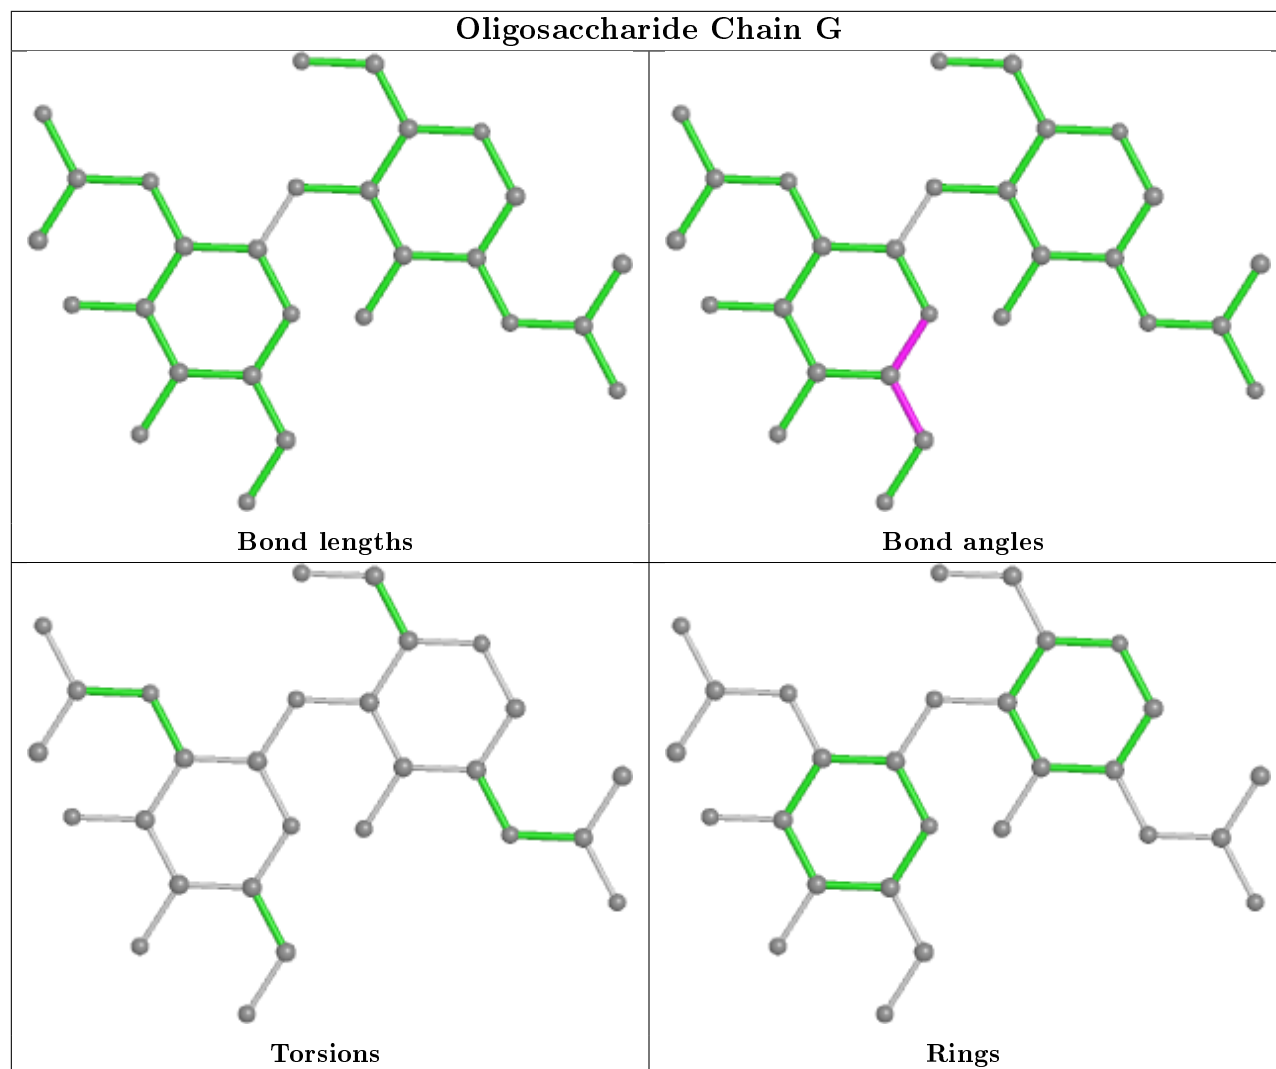 Oligosaccharide Chain G
Bond lengths
Bond angles
Torsions
Rings